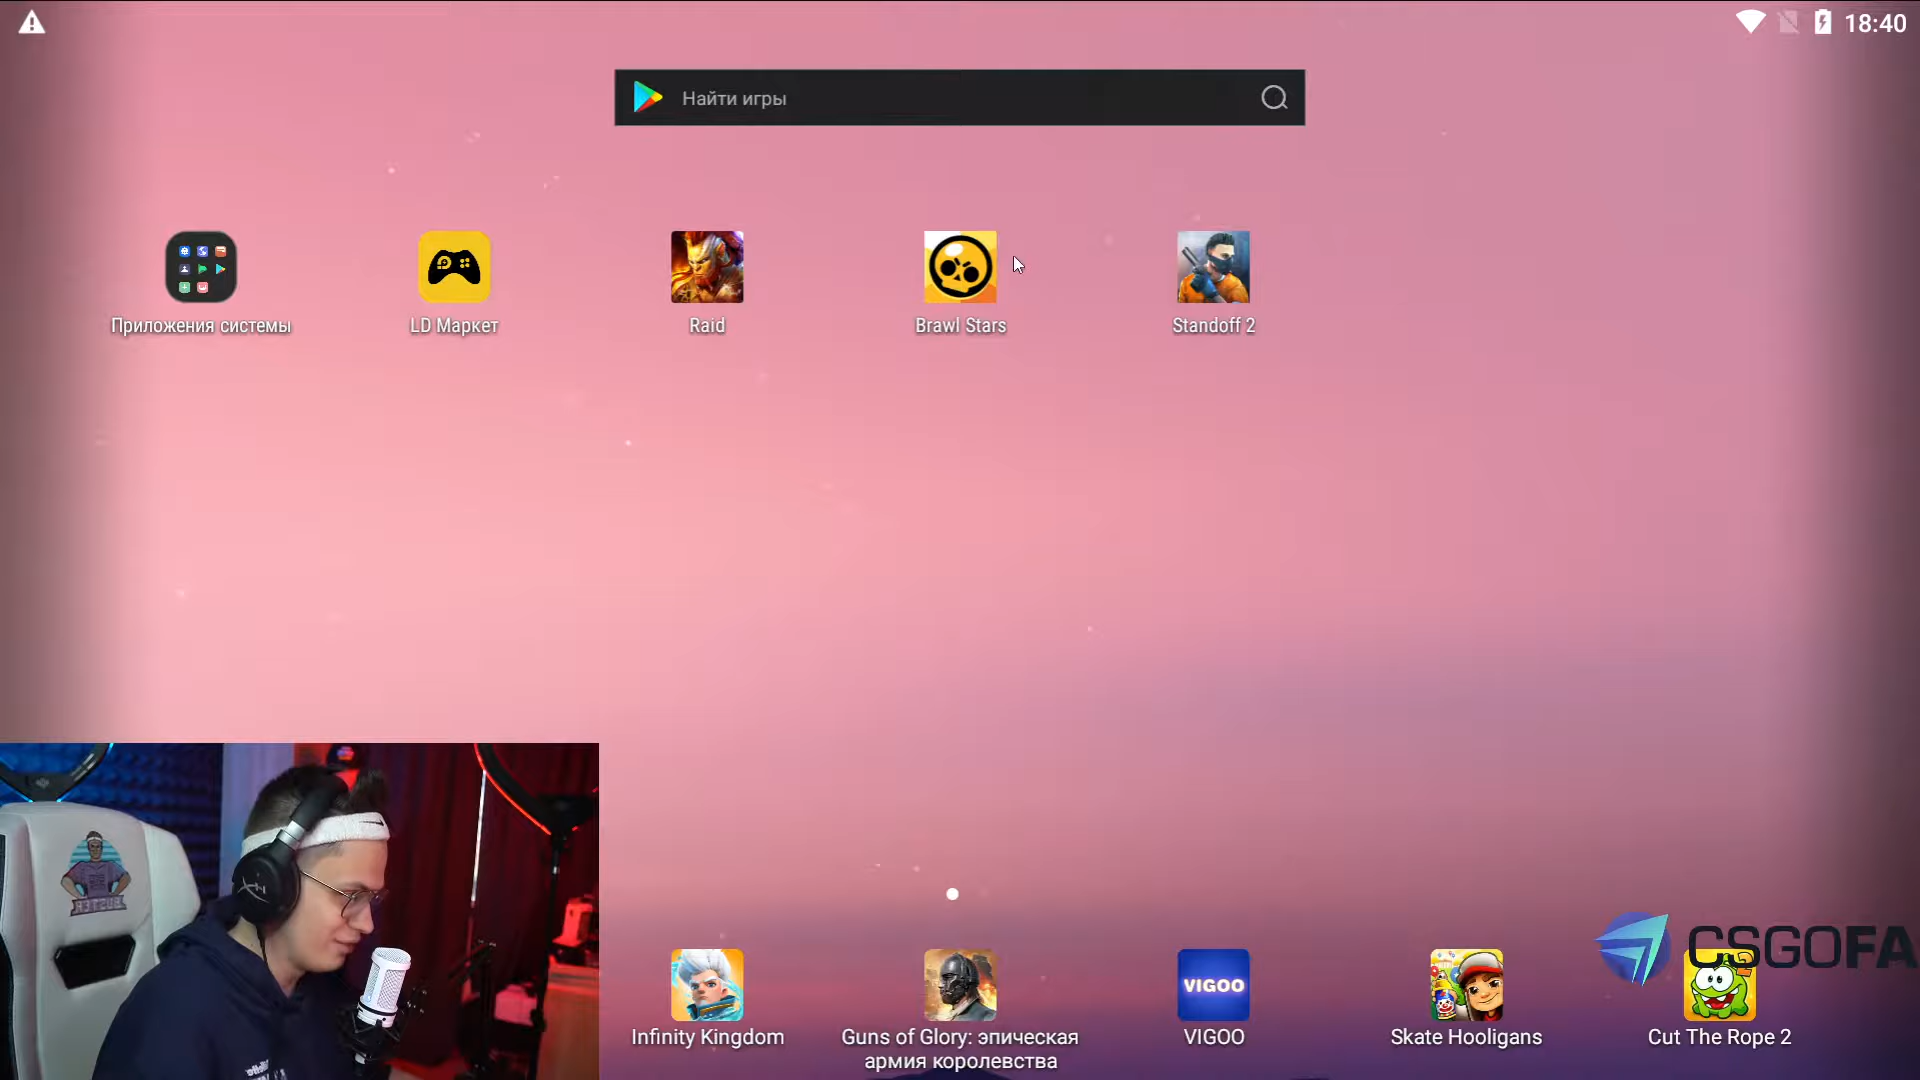 18:40
Найти игры
Приложения системы
LD Маркет
Raid
Brawl Stars
Standoff 2
BUSTER
CSGOFA
VIGOO
Infinity Kingdom
Guns of Glory: эпическая
армия королевства
VIGOO
Skate Hooligans
Cut The Rope 2